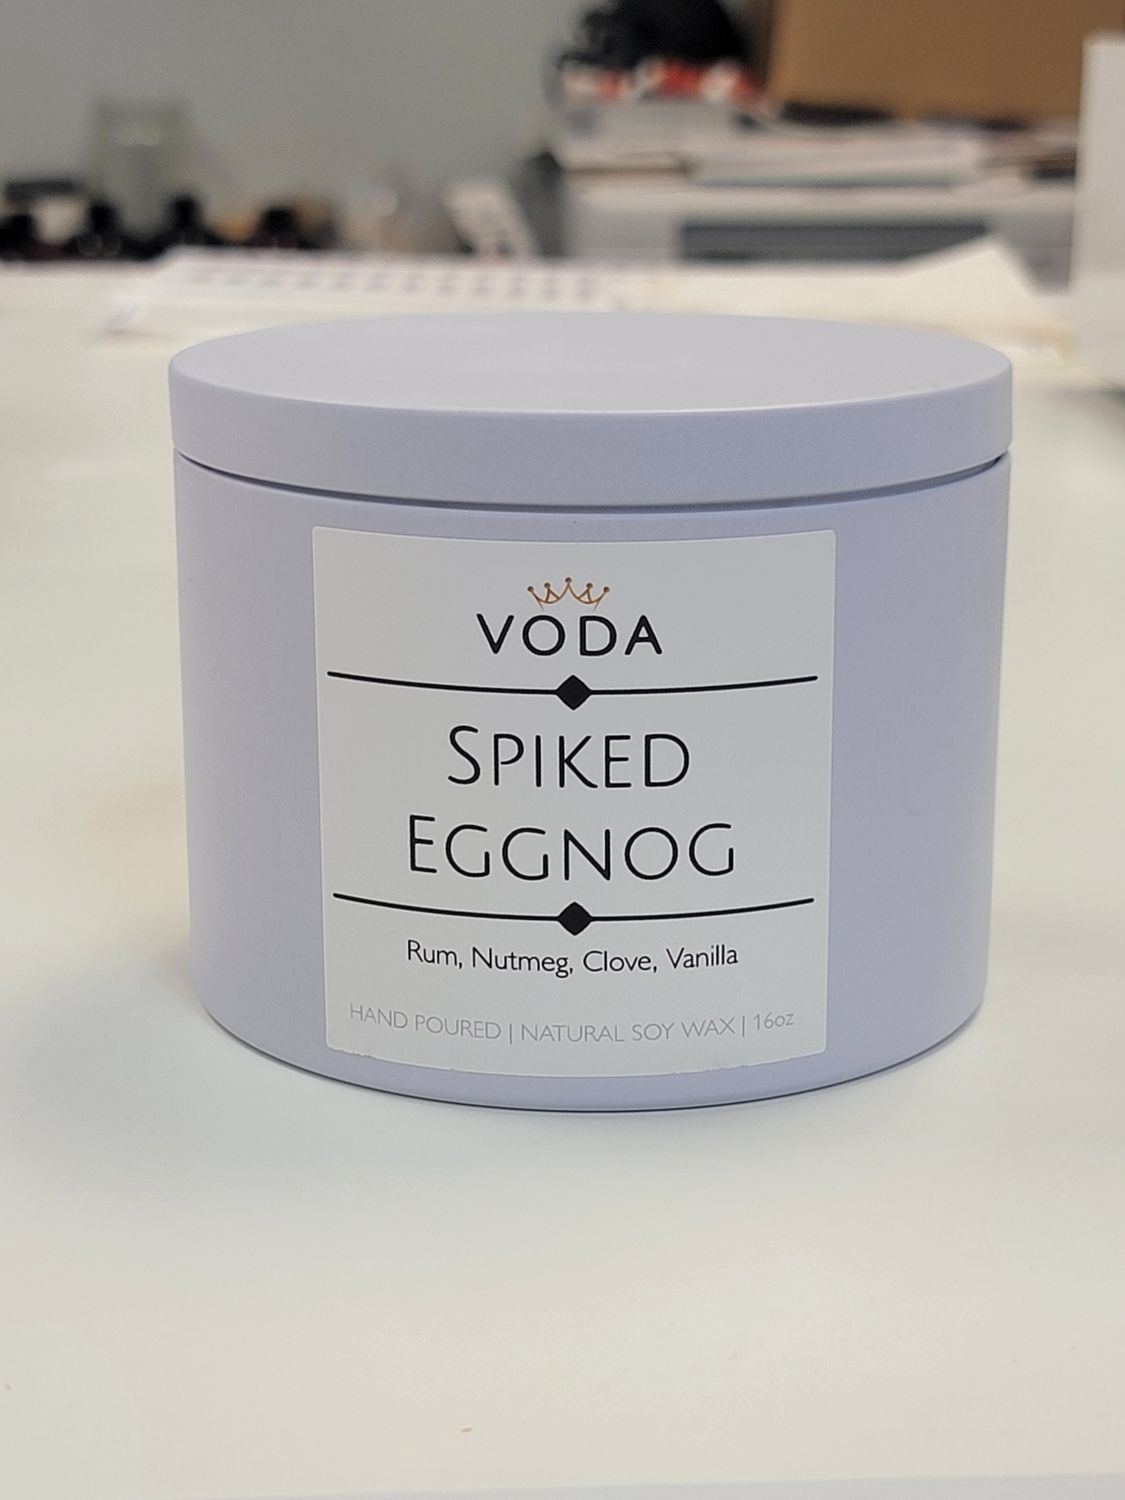 VODA
SPIKED
EGGNOG
Rum, Nutmeg, Clove, Vanilla
HAND POURED | NATURAL SOY WAX | 16oz